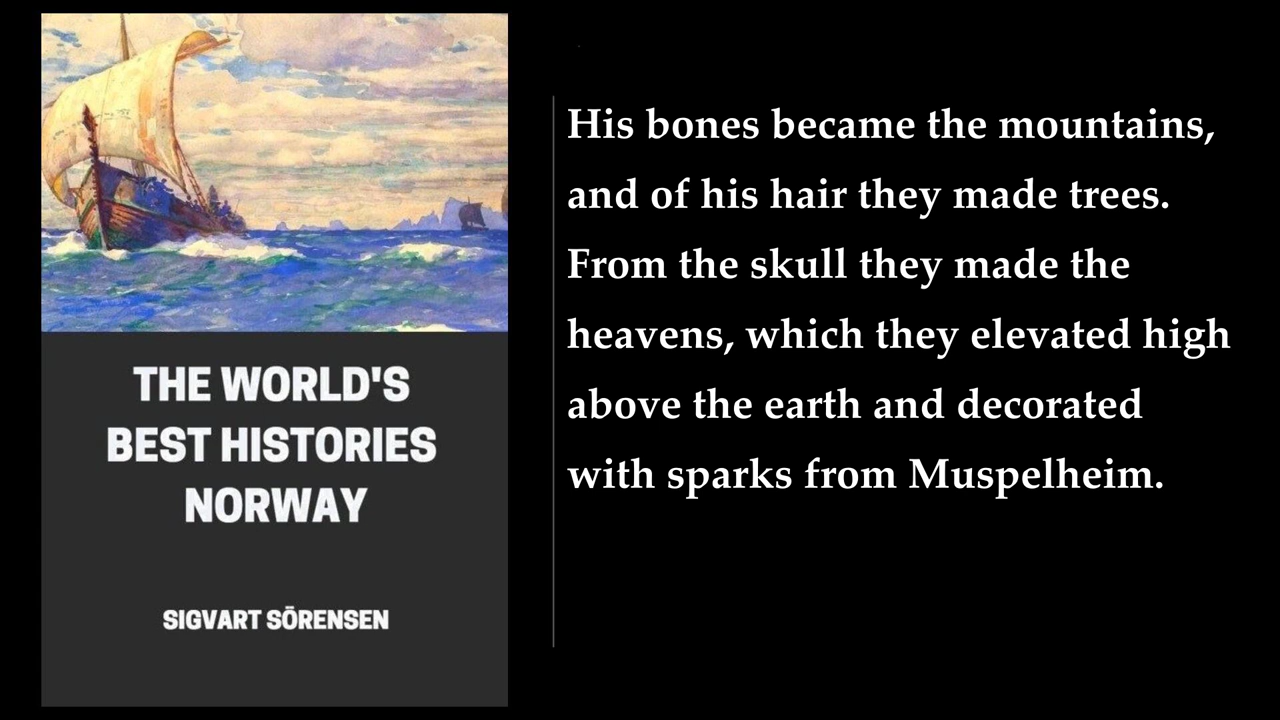 THE WORLD'S
BEST HISTORIES
NORWAY
SIGVART SÖRENSEN
His bones became the mountains,
and of his hair they made trees.
From the skull they made the
heavens, which they elevated high
above the earth and decorated
with sparks from Muspelheim.